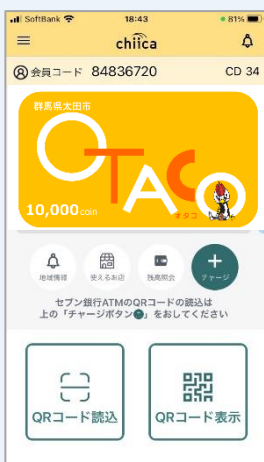 SoftBank 18:43 81%
chiica
会員コード 84836720 CD 34
群馬県太田市
OTACO
オタコ
10,000coin
地域情報 使えるお店 残高照会 チャージ
セブン銀行ATMのQRコードの読込は
上の「チャージボタン+」をおしてください
QRコード読込 QRコード表示